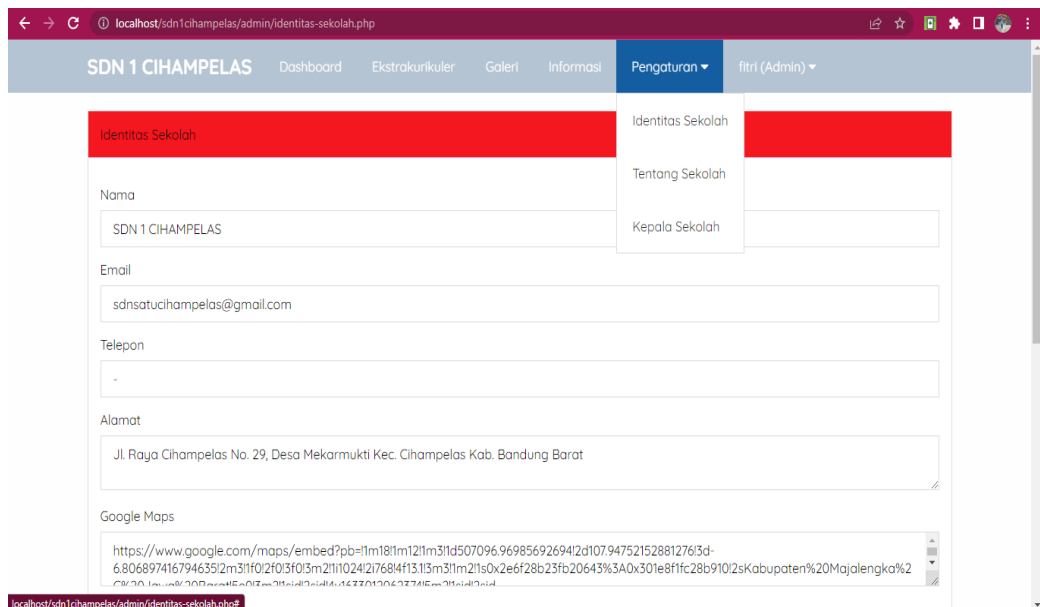 localhost/sdn1cihampelas/admin/identitas-sekolah.php
SDN 1 CIHAMPELAS Dashboard Ekstrakurikuler Galeri Informasi Pengaturan fitri (Admin)
Identitas Sekolah
Tentang Sekolah
Kepala Sekolah
Identitas Sekolah
Nama
SDN 1 CIHAMPELAS
Email
sdnsatucihampelas@gmail.com
Telepon
-
Alamat
Jl. Raya Cihampelas No. 29, Desa Mekarmukti Kec. Cihampelas Kab. Bandung Barat
Google Maps
https://www.google.com/maps/embed?pb=!1m18!1m12!1m3!1d507096.96985692694!2d107.9475215288127​6!3d-
6.806897416794635!2m3!1f0!2f0!3f0!3m2!1i1024!2i768!4f13.1!3m3!1m2!1s0x2e6f28b23fb20643%3A0x301e8f1fc28b910!2sKabupaten%20Majalengka%2
localhost/sdn1cihampelas/admin/identitas-sekolah.php#